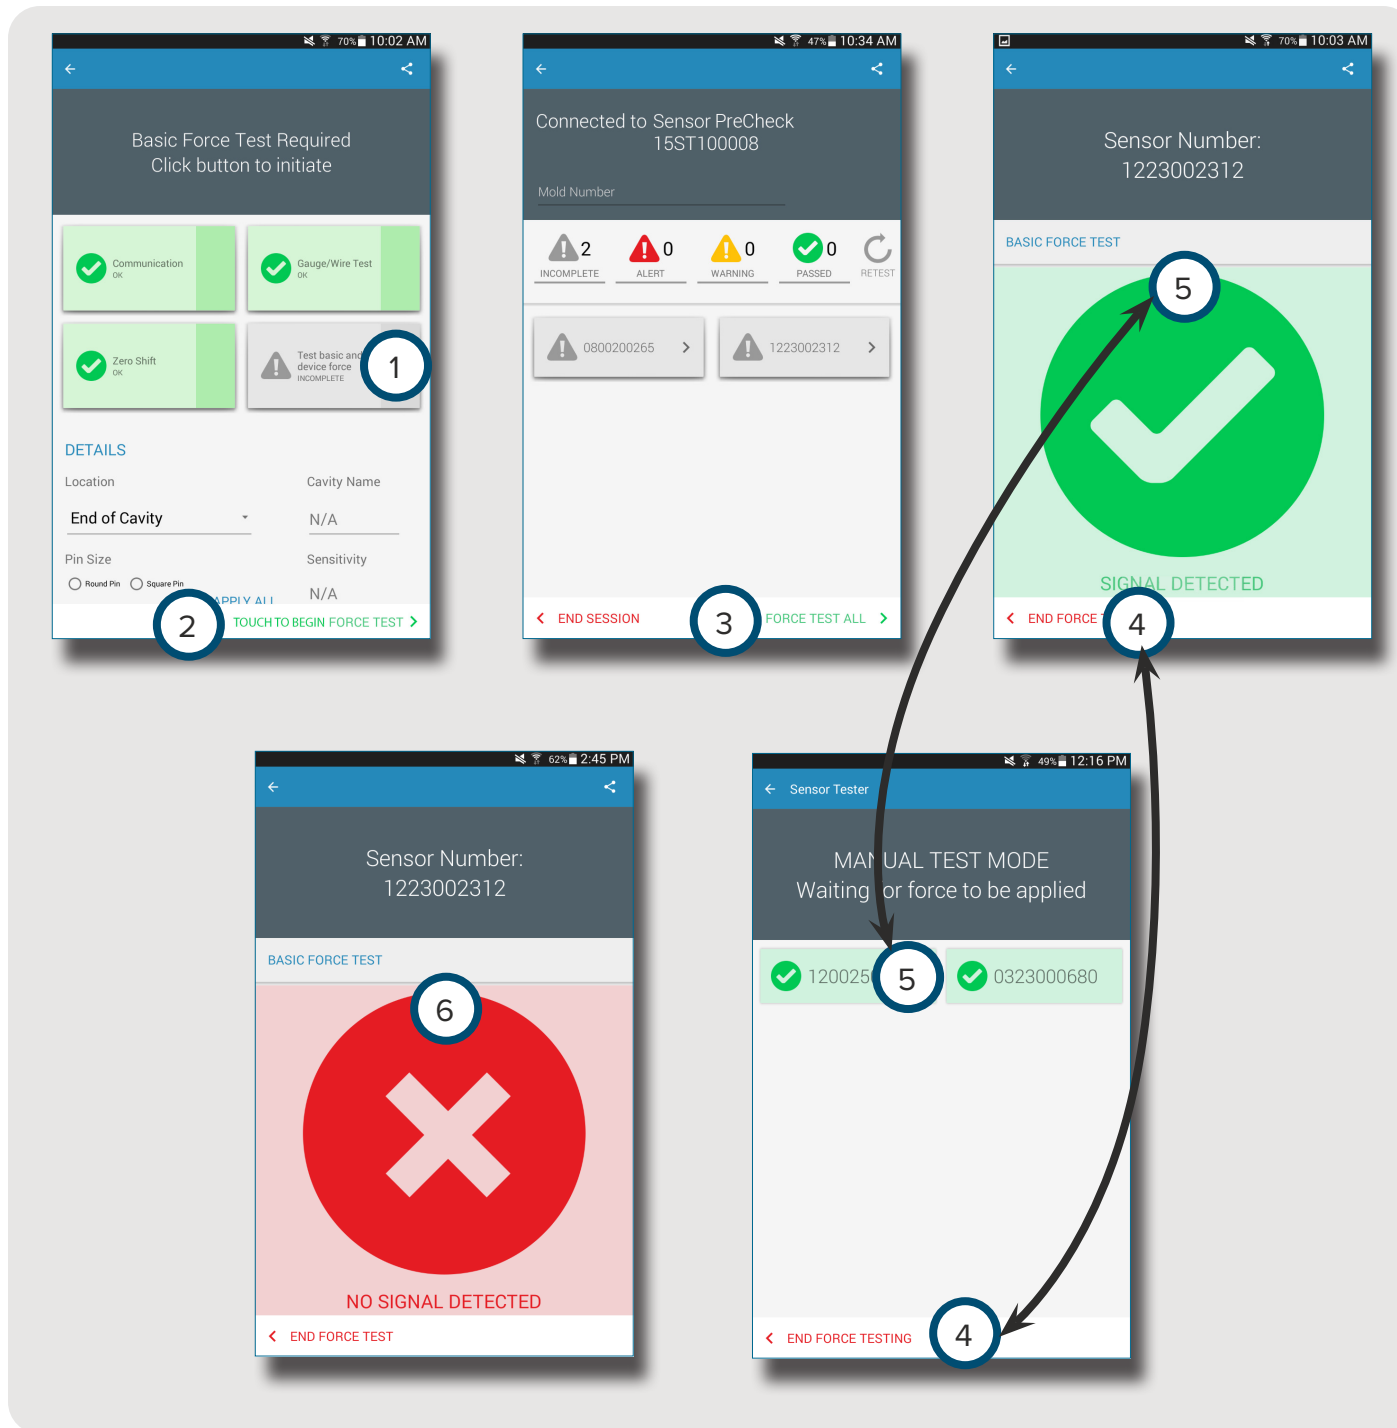 70% 10:02 AM
Basic Force Test Required
Click button to initiate
Communication
OK
Gauge/Wire Test
OK
Zero Shift
OK
Test basic and
device force
INCOMPLETE
1
DETAILS
Location
Cavity Name
End of Cavity
N/A
Pin Size
Sensitivity
Round Pin
Square Pin
N/A
APPLY ALL
2
TOUCH TO BEGIN FORCE TEST
47% 10:34 AM
Connected to Sensor PreCheck
15ST100008
Mold Number
2
INCOMPLETE
0
ALERT
0
WARNING
0
PASSED
RETEST
0800200265
1223002312
END SESSION
3
FORCE TEST ALL
70% 10:03 AM
Sensor Number:
1223002312
BASIC FORCE TEST
5
SIGNAL DETECTED
END FORCE
4
62% 2:45 PM
Sensor Number:
1223002312
BASIC FORCE TEST
6
NO SIGNAL DETECTED
END FORCE TEST
49% 12:16 PM
Sensor Tester
MANUAL TEST MODE
Waiting for force to be applied
5
0323000680
END FORCE TESTING
4